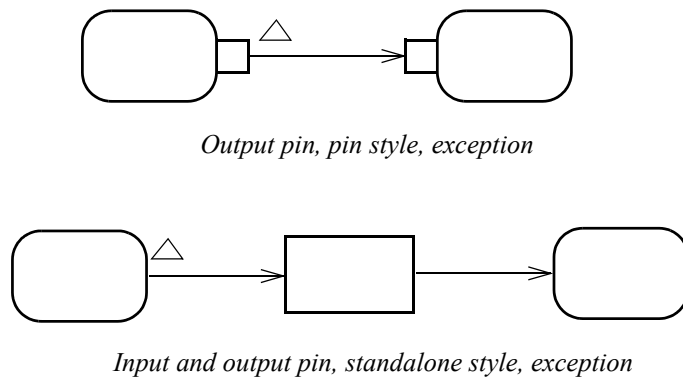 Output pin, pin style, exception
Input and output pin, standalone style, exception